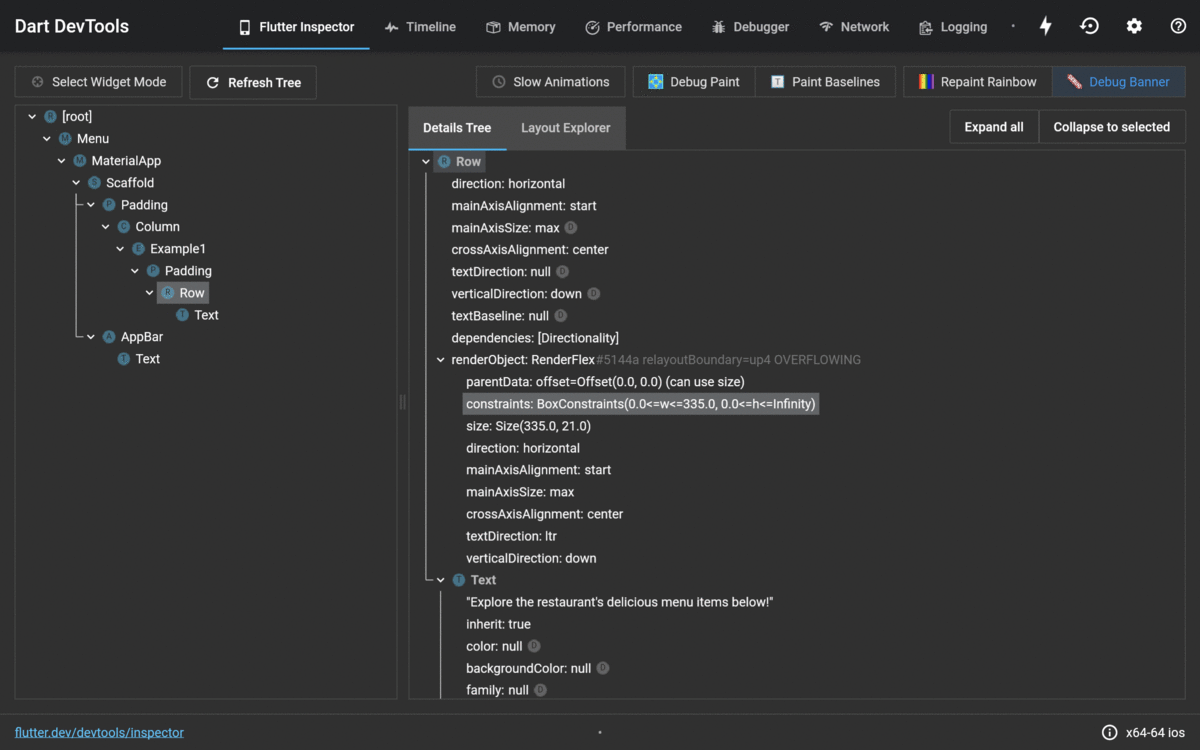 Dart DevTools
Flutter Inspector
Timeline
Memory
Performance
Debugger
Network
Logging
Select Widget Mode
Refresh Tree
Slow Animations
Debug Paint
Paint Baselines
Repaint Rainbow
Debug Banner
R [root]
M Menu
M MaterialApp
S Scaffold
P Padding
C Column
E Example1
P Padding
R Row
T Text
A AppBar
T Text
Details Tree
Layout Explorer
Expand all
Collapse to selected
R Row
direction: horizontal
mainAxisAlignment: start
mainAxisSize: max D
crossAxisAlignment: center
textDirection: null D
verticalDirection: down D
textBaseline: null D
dependencies: [Directionality]
renderObject: RenderFlex#5144a relayoutBoundary=up4 OVERFLOWING
parentData: offset=Offset(0.0, 0.0) (can use size)
constraints: BoxConstraints(0.0<=w<=335.0, 0.0<=h<=Infinity)
size: Size(335.0, 21.0)
direction: horizontal
mainAxisAlignment: start
mainAxisSize: max
crossAxisAlignment: center
textDirection: ltr
verticalDirection: down
T Text
"Explore the restaurant's delicious menu items below!"
inherit: true
color: null D
backgroundColor: null D
family: null D
flutter.dev/devtools/inspector
x64-64 ios